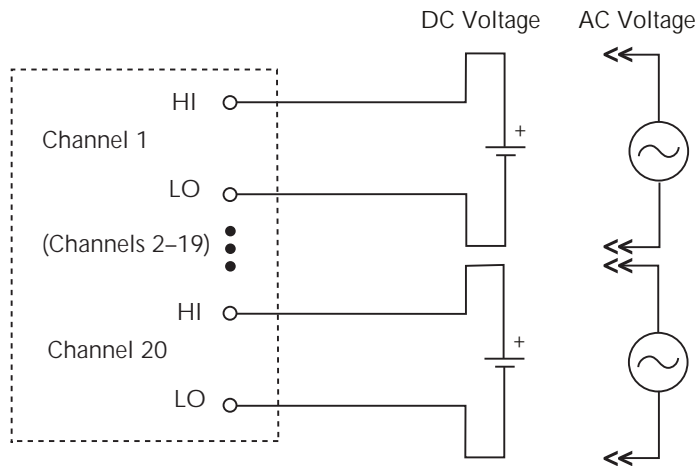 DC Voltage
AC Voltage
HI
Channel 1
+
LO
(Channels 2–19)
HI
Channel 20
+
LO